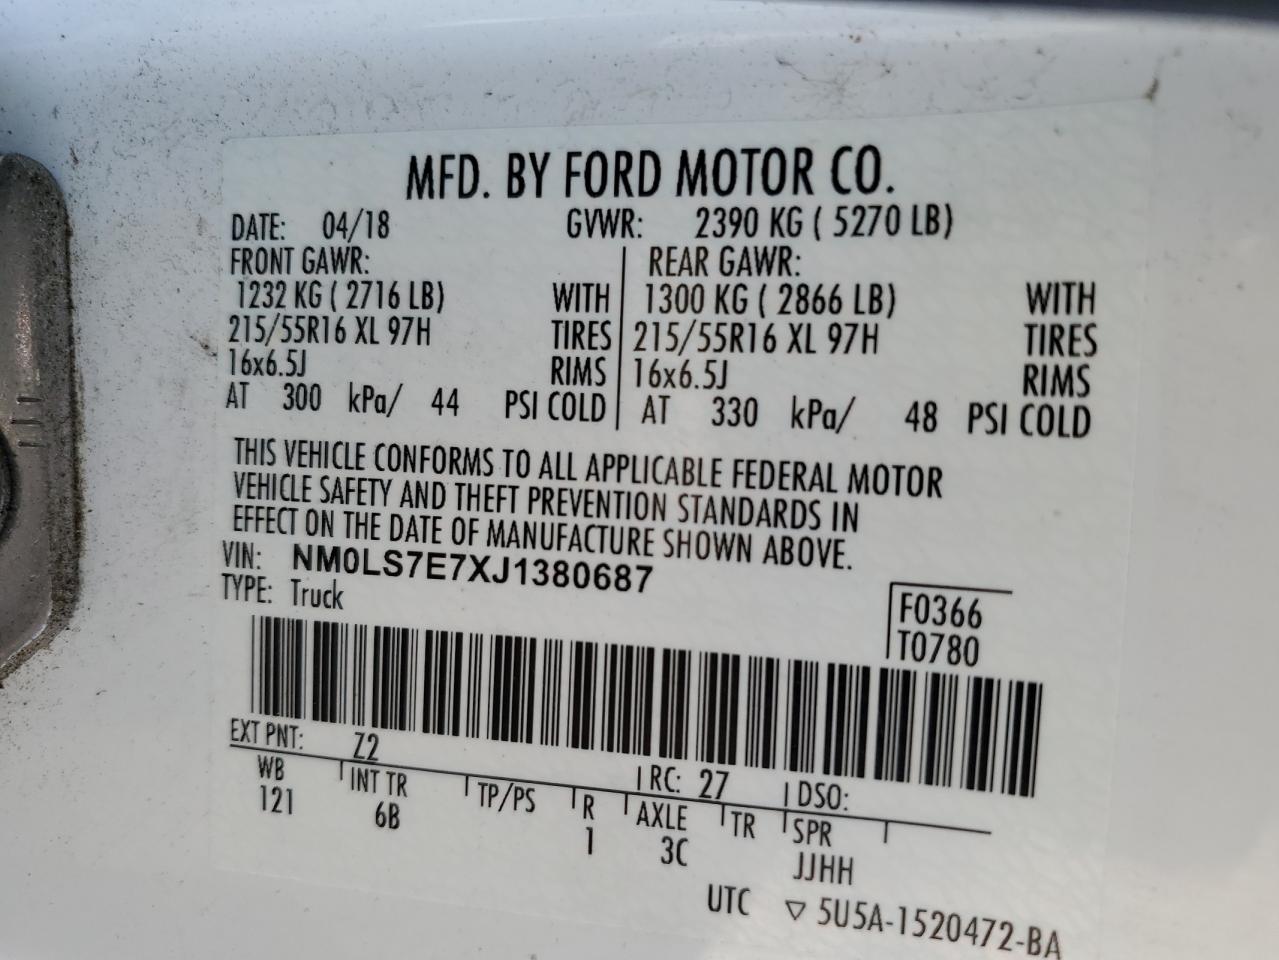 MFD. BY FORD MOTOR CO.
DATE: 04/18 GVWR: 2390 KG ( 5270 LB)
FRONT GAWR: REAR GAWR:
1232 KG ( 2716 LB) WITH 1300 KG ( 2866 LB) WITH
215/55R16 XL 97H TIRES 215/55R16 XL 97H TIRES
16x6.5J RIMS 16x6.5J RIMS
AT 300 kPa/ 44 PSI COLD AT 330 kPa/ 48 PSI COLD
THIS VEHICLE CONFORMS TO ALL APPLICABLE FEDERAL MOTOR
VEHICLE SAFETY AND THEFT PREVENTION STANDARDS IN
EFFECT ON THE DATE OF MANUFACTURE SHOWN ABOVE.
VIN: NM0LS7E7XJ1380687
TYPE: Truck
F0366
T0780
EXT PNT: Z2 RC: 27 DSO:
WB INT TR TP/PS R AXLE TR SPR
121 6B 1 3C JJHH
UTC ▽ 5U5A-1520472-BA